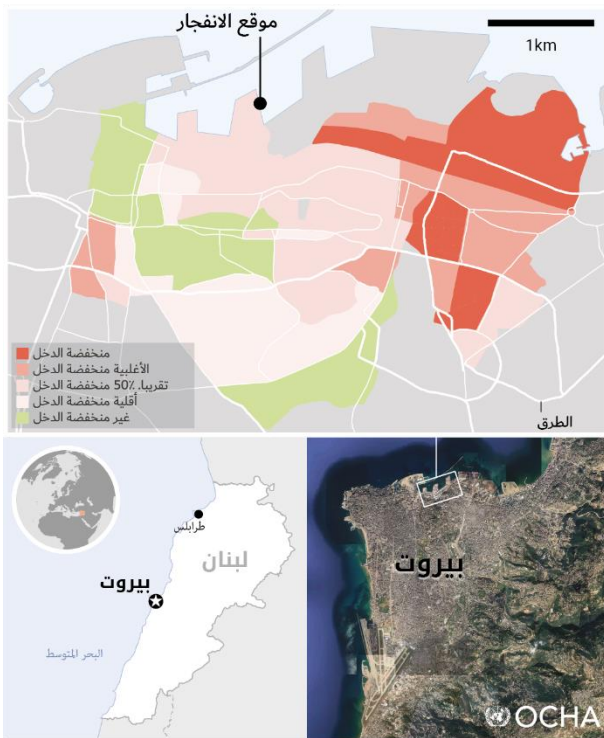 موقع الانفجار
1km
منخفضة الدخل
الأغلبية منخفضة الدخل
تقريبا. 50٪ منخفضة الدخل
أقلية منخفضة الدخل
غير منخفضة الدخل
الطرق
طرابلس
لبنان
بيروت
البحر المتوسط
بيروت
OCHA